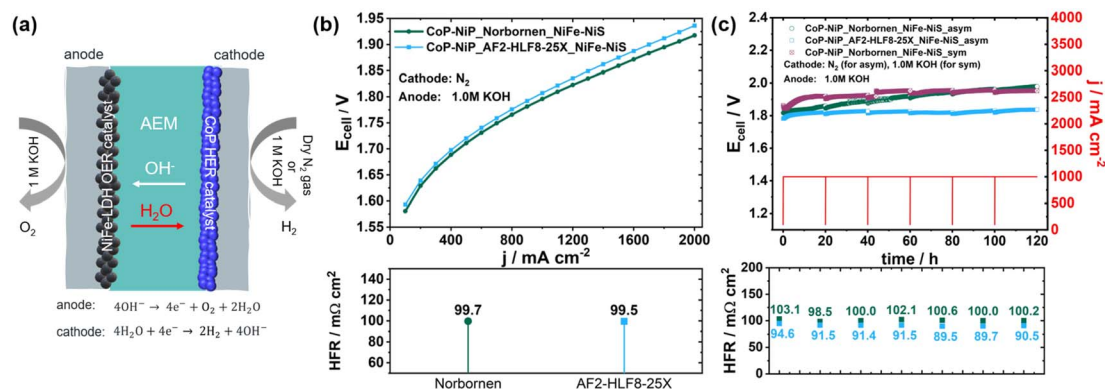 (a)
anode
cathode
AEM
NiFe-LDH OER catalyst
CoP HER catalyst
OH-
H₂O
1 M KOH
O₂
Dry N₂ gas
or
1 M KOH
H₂
anode: 4OH⁻ → 4e⁻ + O₂ + 2H₂O
cathode: 4H₂O + 4e⁻ → 2H₂ + 4OH⁻
(b)
CoP-NiP_Norbornen_NiFe-NiS
CoP-NiP_AF2-HLF8-25X_NiFe-NiS
Cathode: N₂
Anode: 1.0M KOH
E_cell / V
1.95
1.90
1.85
1.80
1.75
1.70
1.65
1.60
1.55
0 400 800 1200 1600 2000
j / mA cm⁻²
HFR / mΩ cm²
140
120
100
80
60
99.7
99.5
Norbornen AF2-HLF8-25X
(c)
CoP-NiP_Norbornen_NiFe-NiS_asym
CoP-NiP_AF2-HLF8-25X_NiFe-NiS_asym
CoP-NiP_Norbornen_NiFe-NiS_sym
Cathode: N₂ (for asym), 1.0M KOH (for sym)
Anode: 1.0M KOH
E_cell / V
2.4
2.2
2.0
1.8
1.6
1.4
1.2
4000
3500
3000
2500
2000
1500
1000
500
0
j / mA cm⁻²
0 20 40 60 80 100 120
time / h
HFR / mΩ cm²
200
150
100
50
0
103.1 98.5 100.0 102.1 100.6 100.0 100.2
94.6 91.5 91.4 91.5 89.5 89.7 90.5